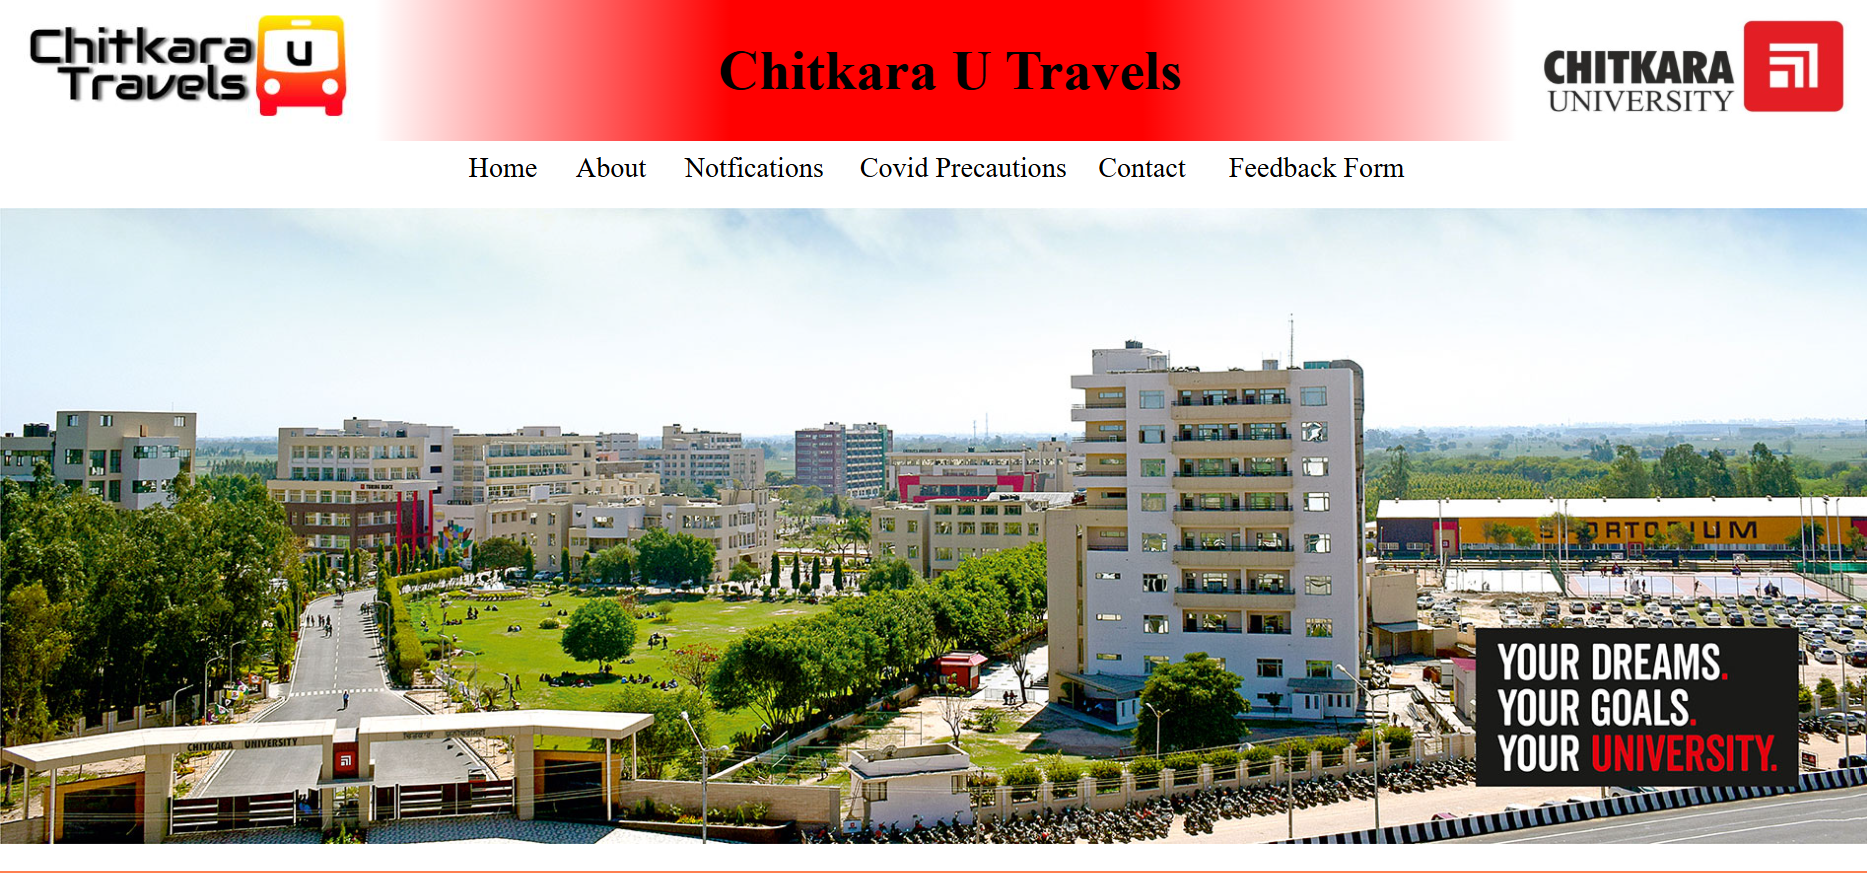 Chitkara
Travels
U
Chitkara U Travels
CHITKARA
UNIVERSITY
Home About Notfications Covid Precautions Contact Feedback Form
SPORTORIUM
CHITKARA UNIVERSITY
YOUR DREAMS.
YOUR GOALS.
YOUR UNIVERSITY.